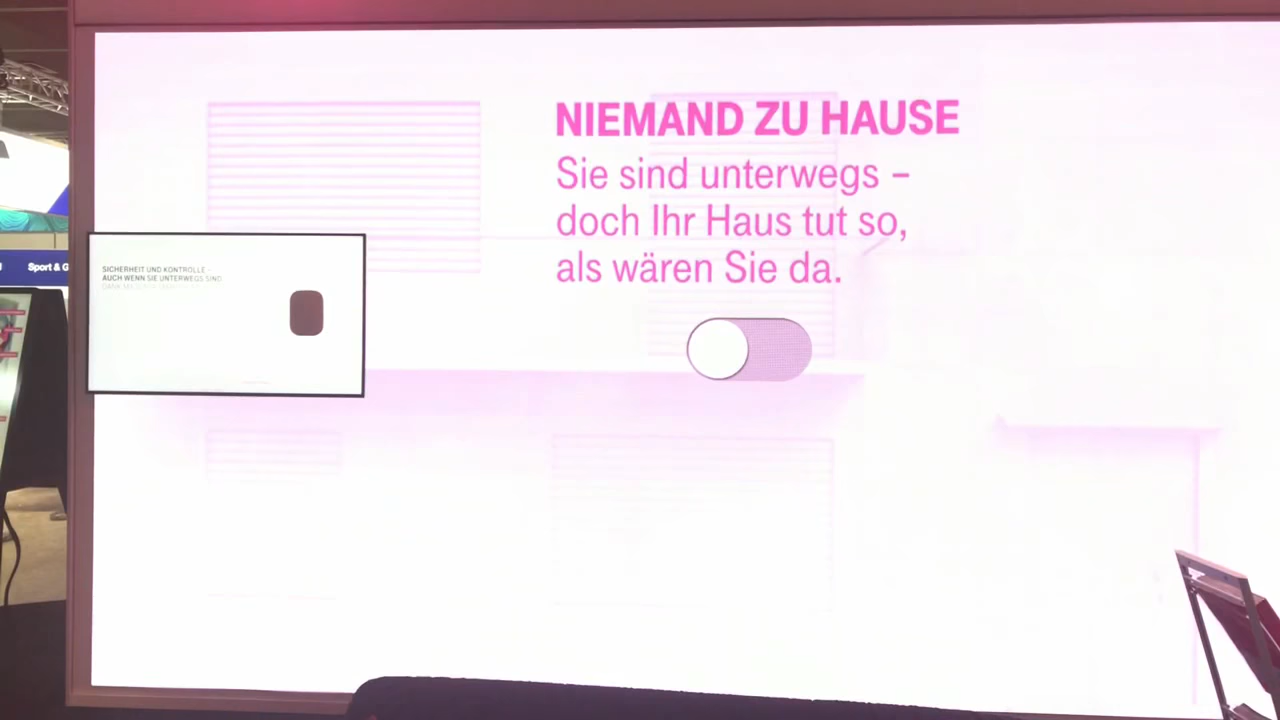 NIEMAND ZU HAUSE
Sie sind unterwegs –
doch Ihr Haus tut so,
als wären Sie da.
SICHERHEIT UND KONTROLLE –
AUCH WENN SIE UNTERWEGS SIND
DANK
Sport & G